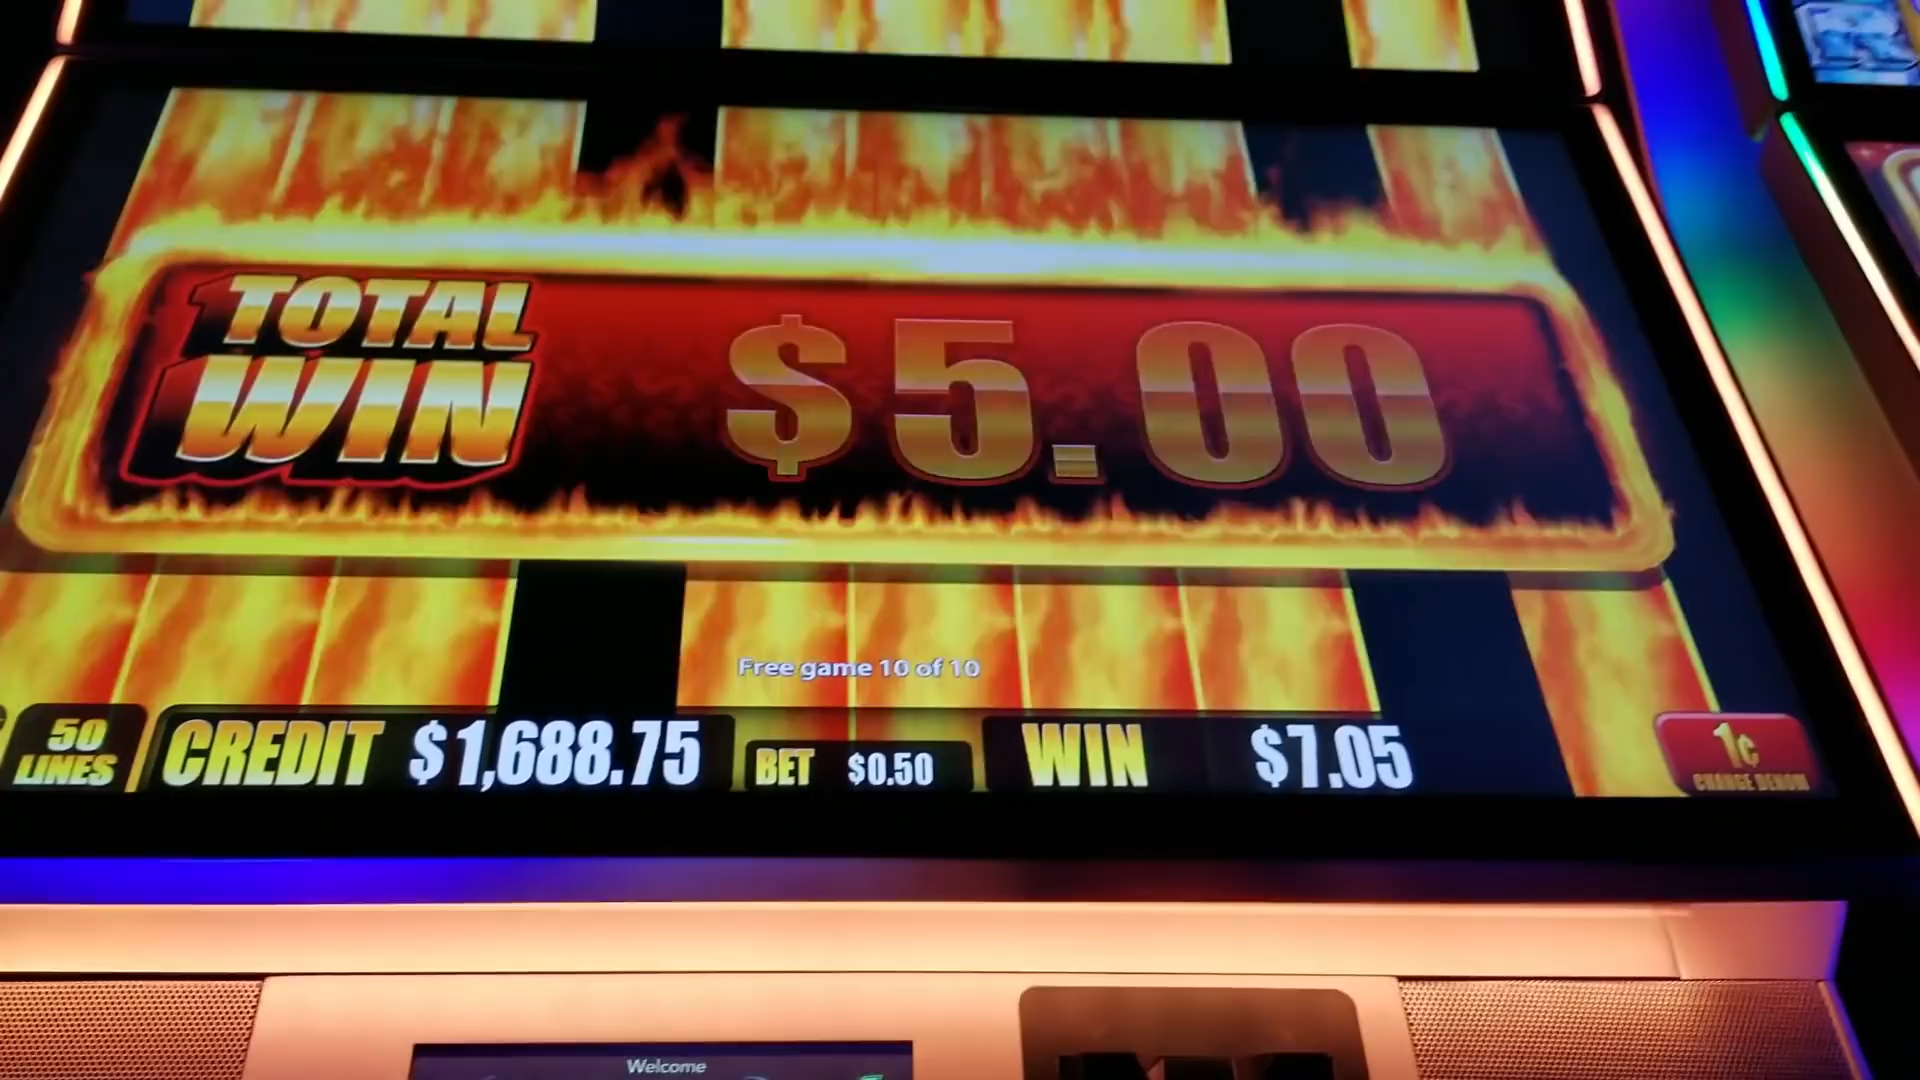 TOTAL
WIN
$5.00
Free game 10 of 10
50
LINES
CREDIT $1,688.75
BET $0.50
WIN $7.05
1¢
CHANGE DENOM
Welcome